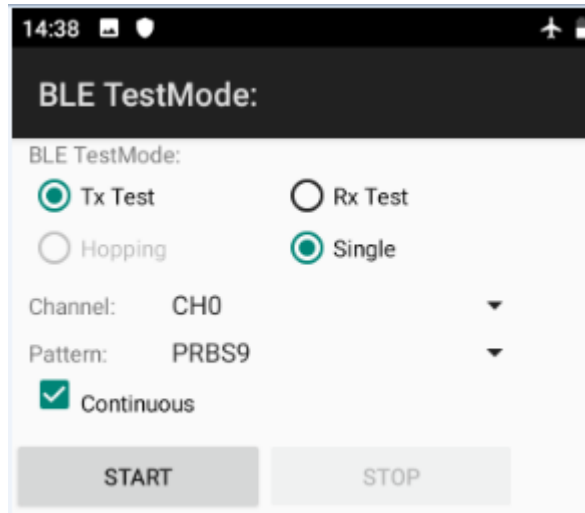 14:38
BLE TestMode:
BLE TestMode:
Tx Test Rx Test
Hopping Single
Channel: CH0
Pattern: PRBS9
Continuous
START STOP